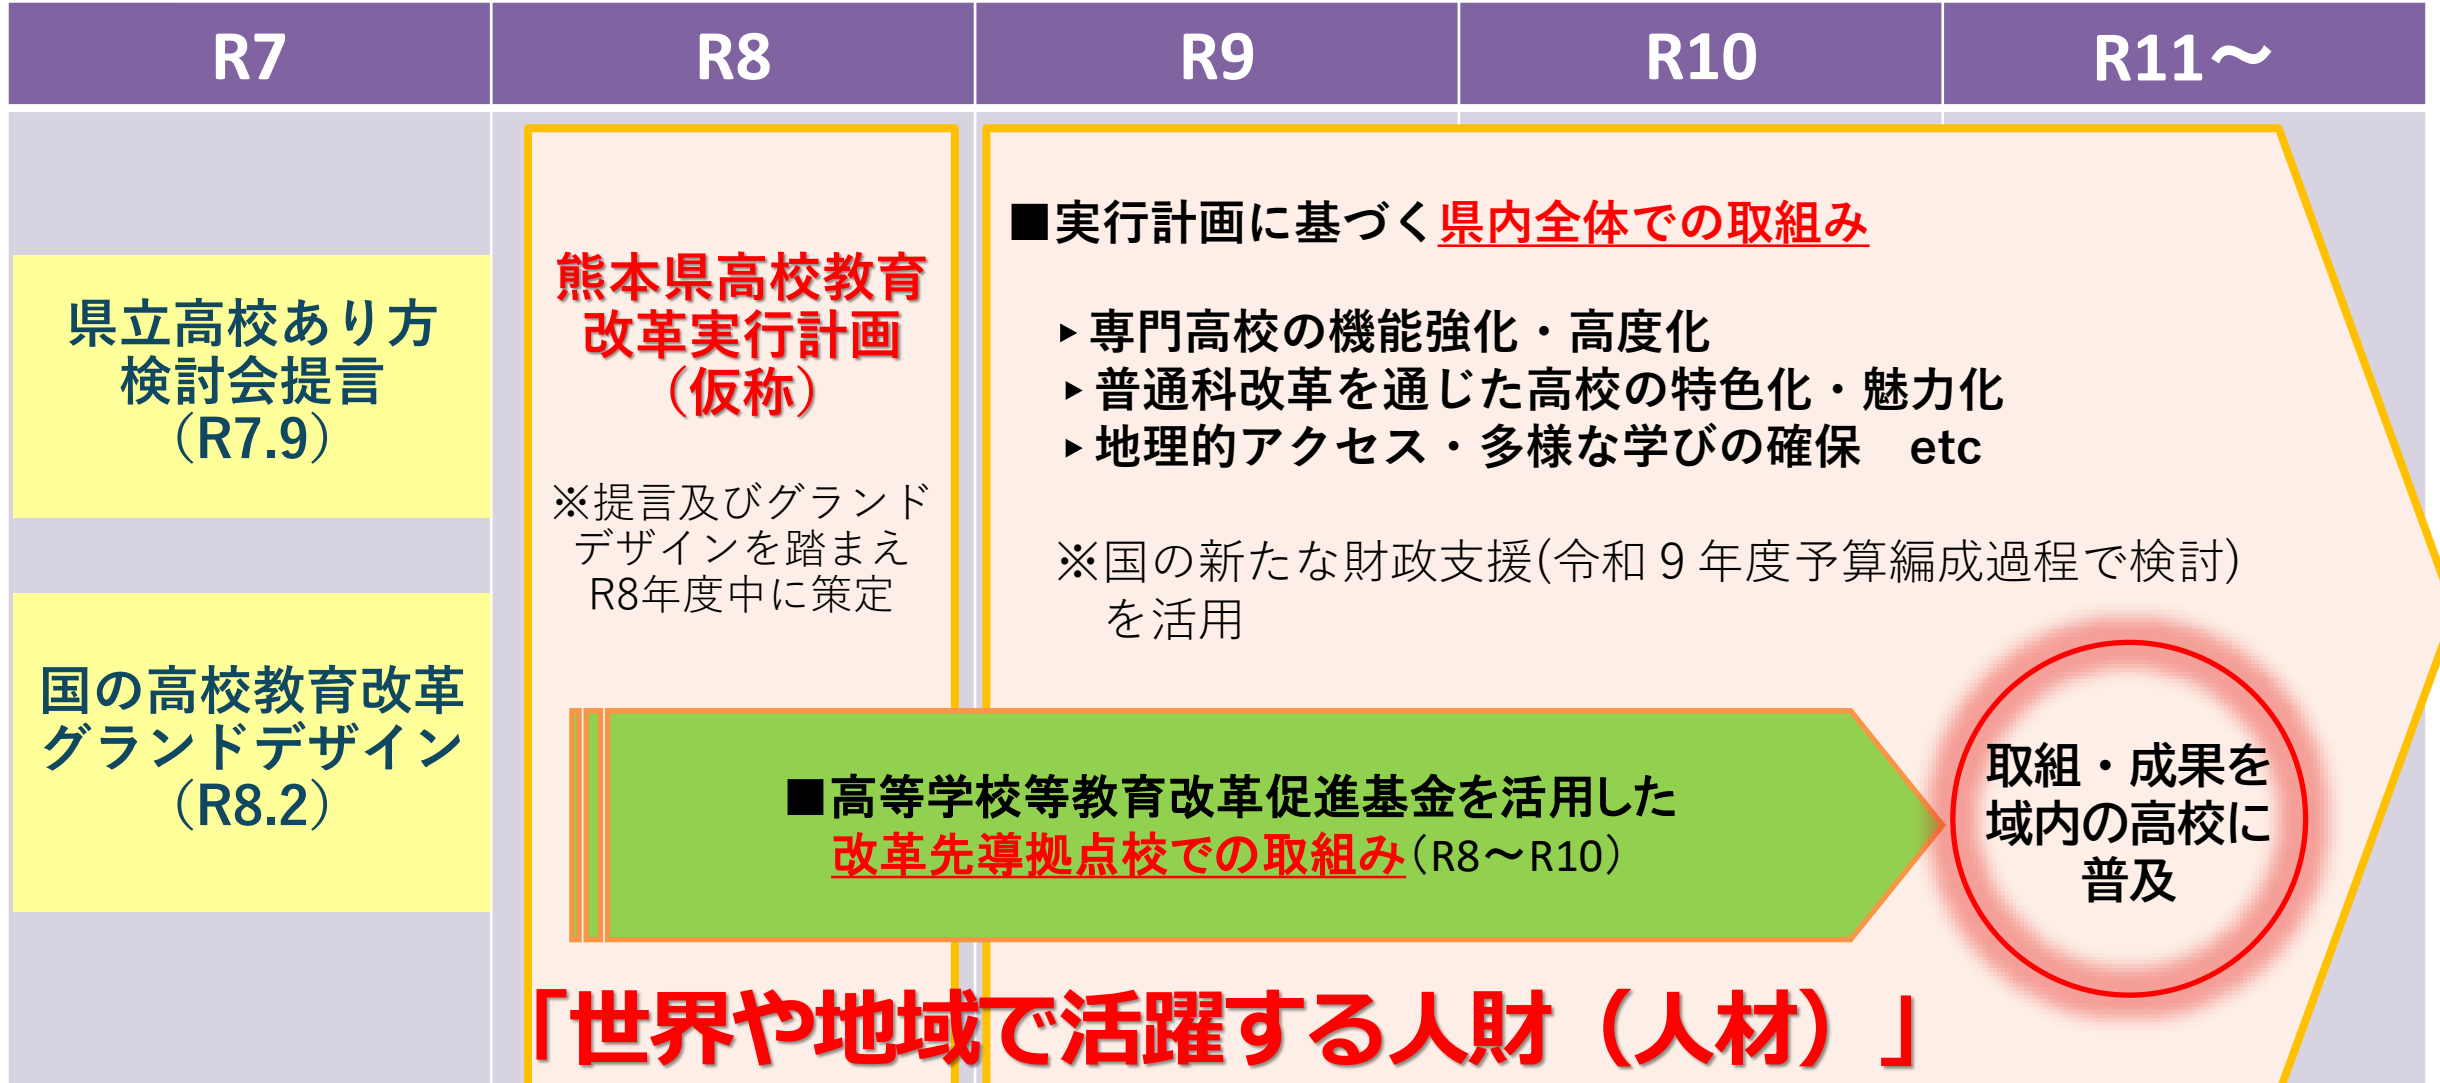 R7
R8
R9
R10
R11～
県立高校あり方
検討会提言
（R7.9）
国の高校教育改革
グランドデザイン
（R8.2）
熊本県高校教育
改革実行計画
（仮称）
※提言及びグランド
デザインを踏まえ
R8年度中に策定
■実行計画に基づく県内全体での取組み
▸専門高校の機能強化・高度化
▸普通科改革を通じた高校の特色化・魅力化
▸地理的アクセス・多様な学びの確保　etc
※国の新たな財政支援(令和９年度予算編成過程で検討)
を活用
■高等学校等教育改革促進基金を活用した
改革先導拠点校での取組み（R8～R10）
取組・成果を
域内の高校に
普及
「世界や地域で活躍する人財（人材）」